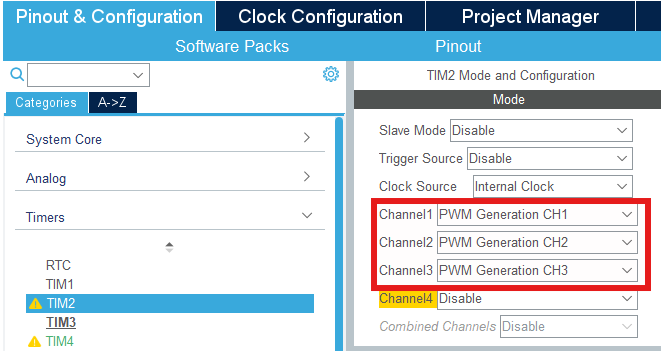 Pinout & Configuration Clock Configuration Project Manager
Software Packs Pinout
Categories A->Z
System Core
Analog
Timers
RTC
TIM1
TIM2
TIM3
TIM4
TIM2 Mode and Configuration
Mode
Slave Mode Disable
Trigger Source Disable
Clock Source Internal Clock
Channel1 PWM Generation CH1
Channel2 PWM Generation CH2
Channel3 PWM Generation CH3
Channel4 Disable
Combined Channels Disable